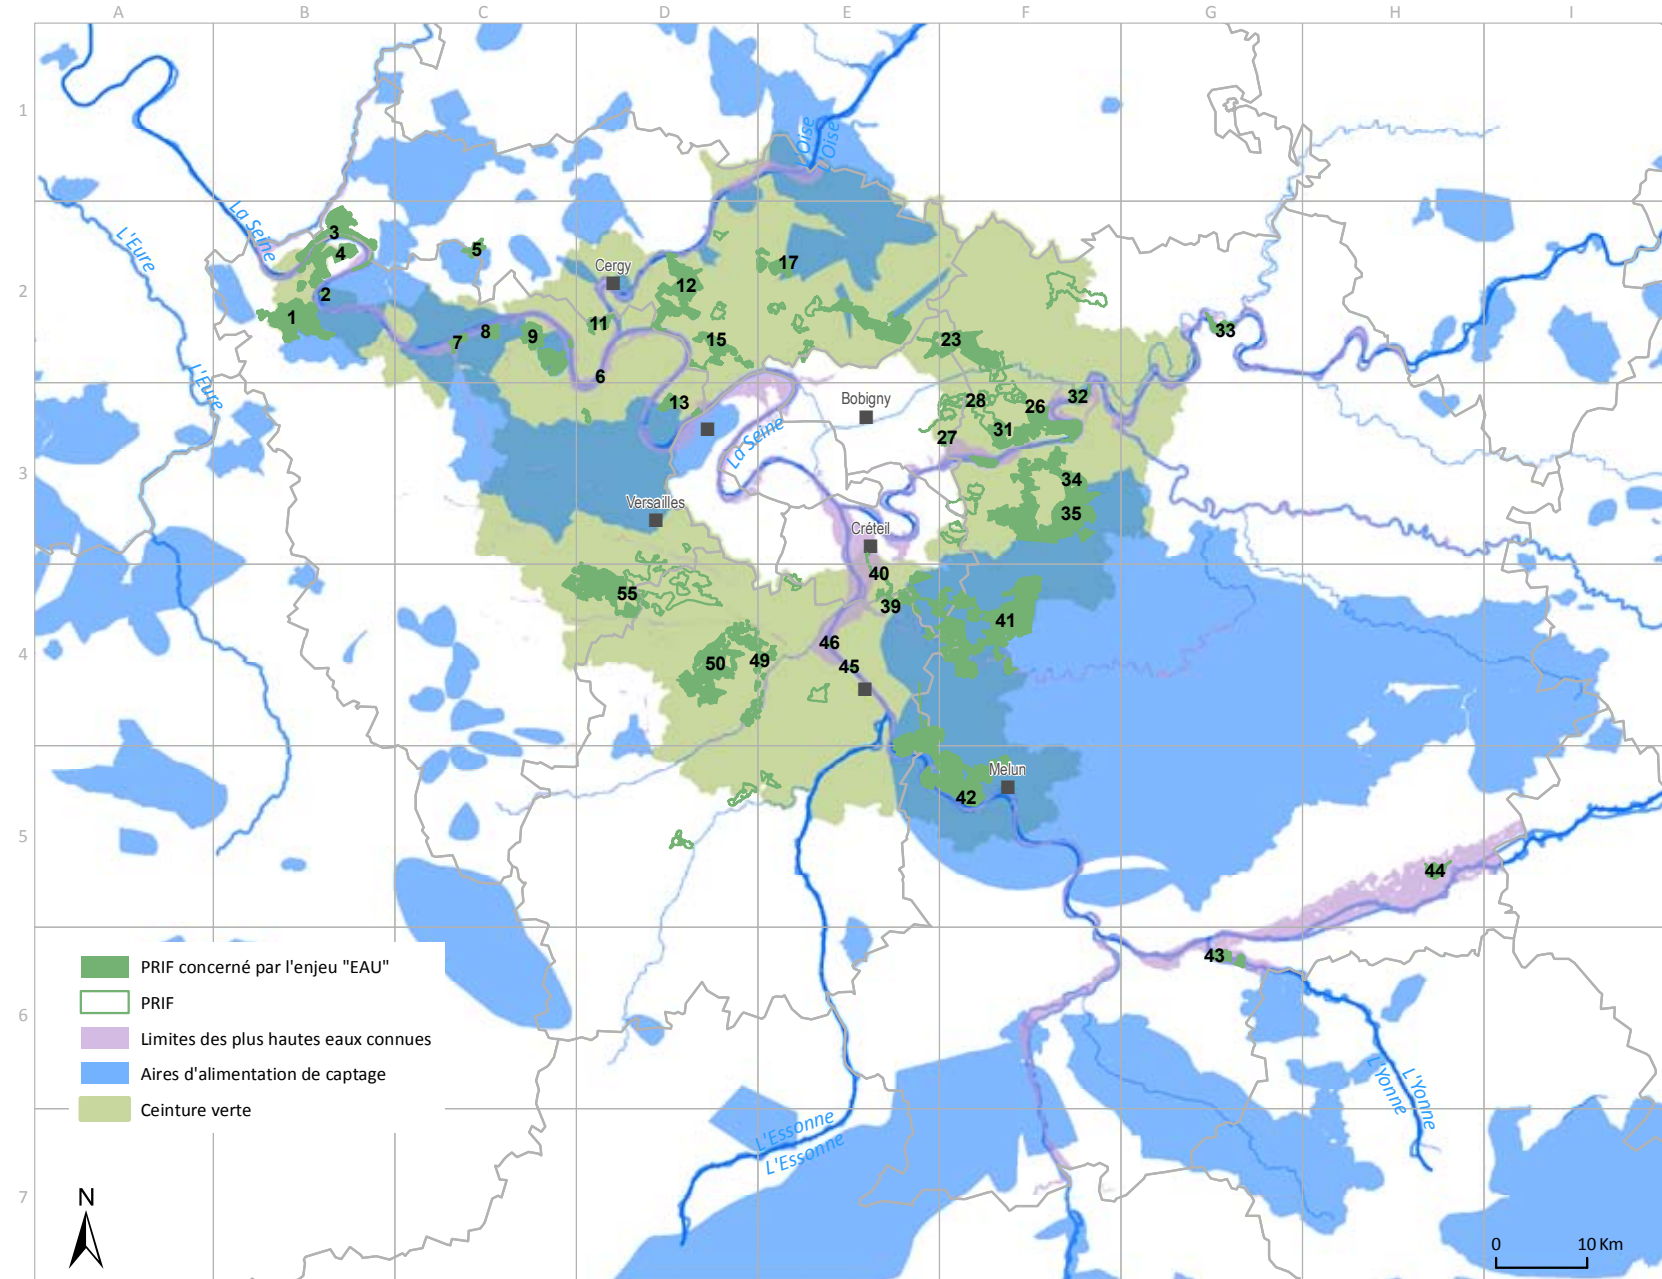 A B C D E F G H I
1
Oise
Oise
La Seine
L'Eure
3
4
5
17
Cergy
12
2
2
1
11
33
8
7
9
15
23
6
L'Eure
13
Bobigny
28
26
32
La Seine
27
31
3
34
Versailles
35
Créteil
40
55
39
41
46
4
50
49
45
Melun
42
5
44
43
PRIF concerné par l'enjeu "EAU"
PRIF
6
Limites des plus hautes eaux connues
Aires d'alimentation de captage
Ceinture verte
L'Yonne
L'Yonne
L'Essonne
L'Essonne
7
N
0 10 Km